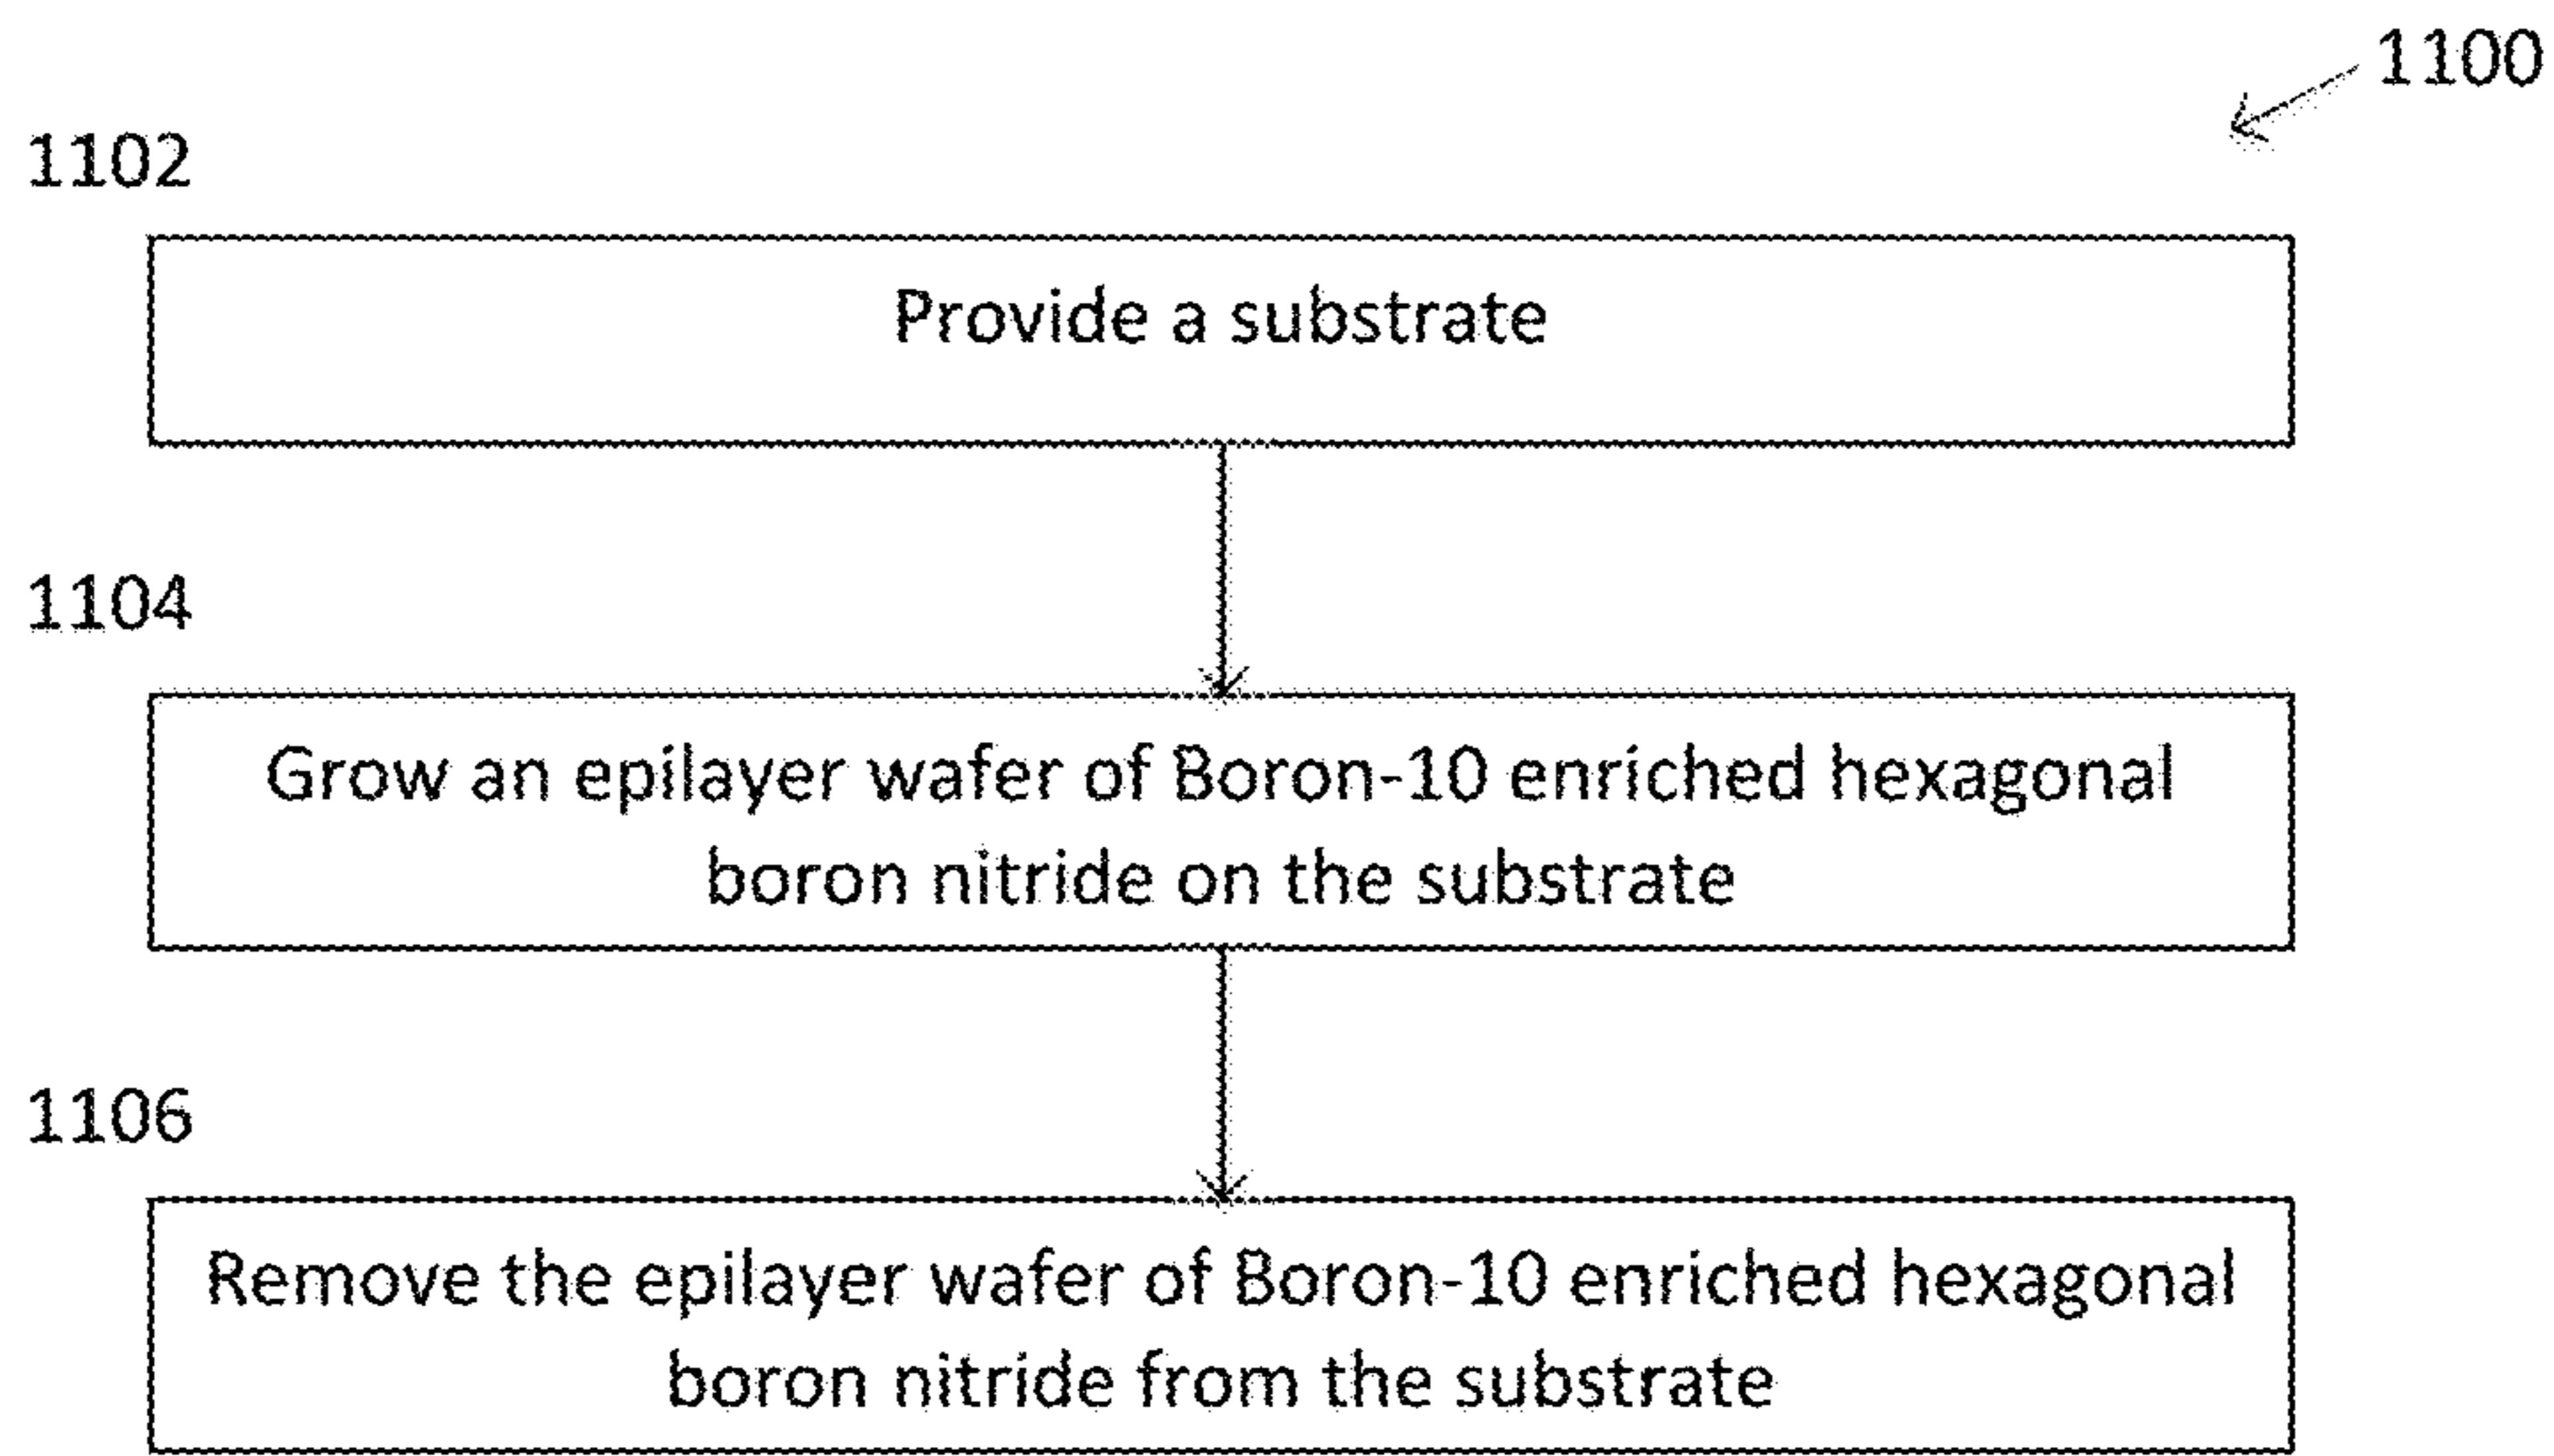 1100
1102
Provide a substrate
1104
Grow an epilayer wafer of Boron-10 enriched hexagonal
boron nitride on the substrate
1106
Remove the epilayer wafer of Boron-10 enriched hexagonal
boron nitride from the substrate